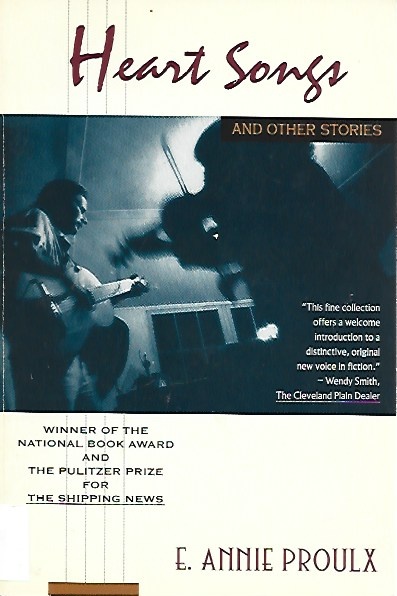 Heart Songs
AND OTHER STORIES
"This fine collection
offers a welcome
introduction to a
distinctive, original
new voice in fiction."
– Wendy Smith,
The Cleveland Plain Dealer
WINNER OF THE
NATIONAL BOOK AWARD
AND
THE PULITZER PRIZE
FOR
THE SHIPPING NEWS
E. ANNIE PROULX